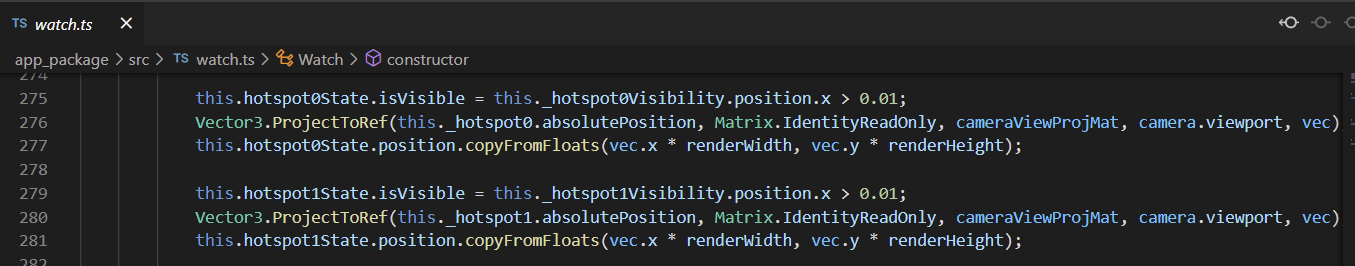 TS watch.ts ×
app_package > src > TS watch.ts > Watch > constructor
274
275 this.hotspot0State.isVisible = this._hotspot0Visibility.position.x > 0.01;
276 Vector3.ProjectToRef(this._hotspot0.absolutePosition, Matrix.IdentityReadOnly, cameraViewProjMat, camera.viewport, vec)
277 this.hotspot0State.position.copyFromFloats(vec.x * renderWidth, vec.y * renderHeight);
278
279 this.hotspot1State.isVisible = this._hotspot1Visibility.position.x > 0.01;
280 Vector3.ProjectToRef(this._hotspot1.absolutePosition, Matrix.IdentityReadOnly, cameraViewProjMat, camera.viewport, vec)
281 this.hotspot1State.position.copyFromFloats(vec.x * renderWidth, vec.y * renderHeight);
282